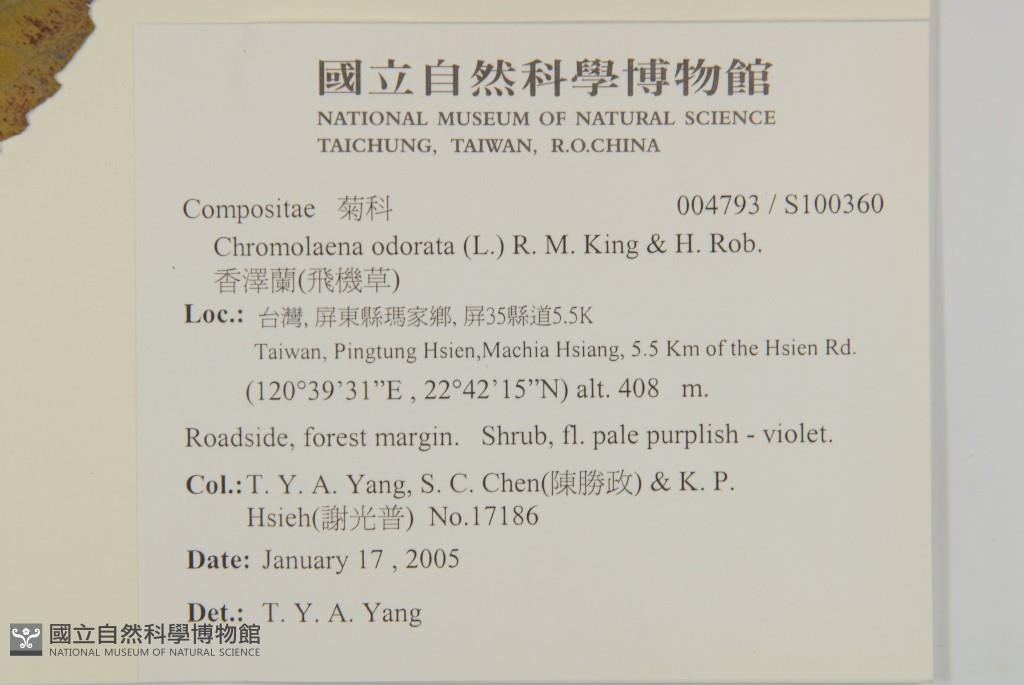 國立自然科學博物館
NATIONAL MUSEUM OF NATURAL SCIENCE
TAICHUNG, TAIWAN, R.O.CHINA
Compositae 菊科 004793 / S100360
Chromolaena odorata (L.) R. M. King & H. Rob.
香澤蘭(飛機草)
Loc.: 台灣, 屏東縣瑪家鄉, 屏35縣道5.5K
Taiwan, Pingtung Hsien,Machia Hsiang, 5.5 Km of the Hsien Rd.
(120°39’31”E , 22°42’15”N) alt. 408 m.
Roadside, forest margin. Shrub, fl. pale purplish - violet.
Col.: T. Y. A. Yang, S. C. Chen(陳勝政) & K. P.
Hsieh(謝光普) No.17186
Date: January 17 , 2005
Det.: T. Y. A. Yang
國立自然科學博物館
NATIONAL MUSEUM OF NATURAL SCIENCE